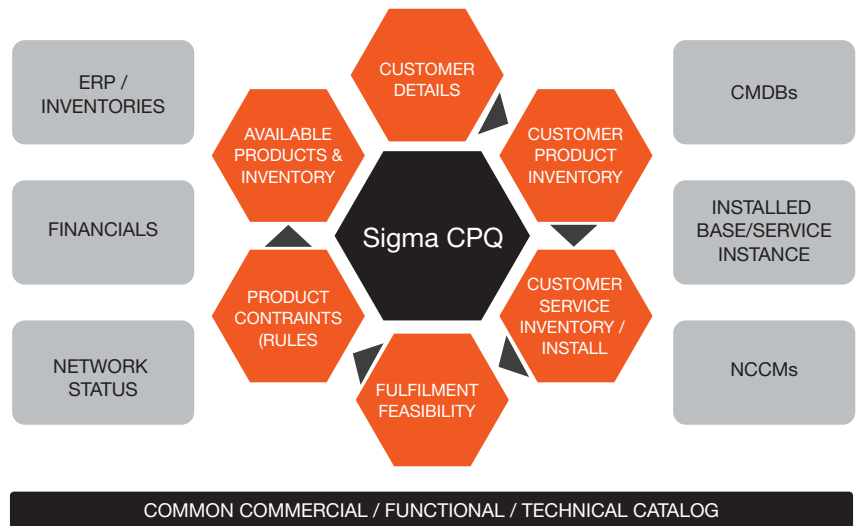 ERP /
INVENTORIES
FINANCIALS
NETWORK
STATUS
CUSTOMER
DETAILS
AVAILABLE
PRODUCTS &
INVENTORY
CUSTOMER
PRODUCT
INVENTORY
Sigma CPQ
PRODUCT
CONTRAINTS
(RULES
CUSTOMER
SERVICE
INVENTORY /
INSTALL
FULFILMENT
FEASIBILITY
CMDBs
INSTALLED
BASE/SERVICE
INSTANCE
NCCMs
COMMON COMMERCIAL / FUNCTIONAL / TECHNICAL CATALOG